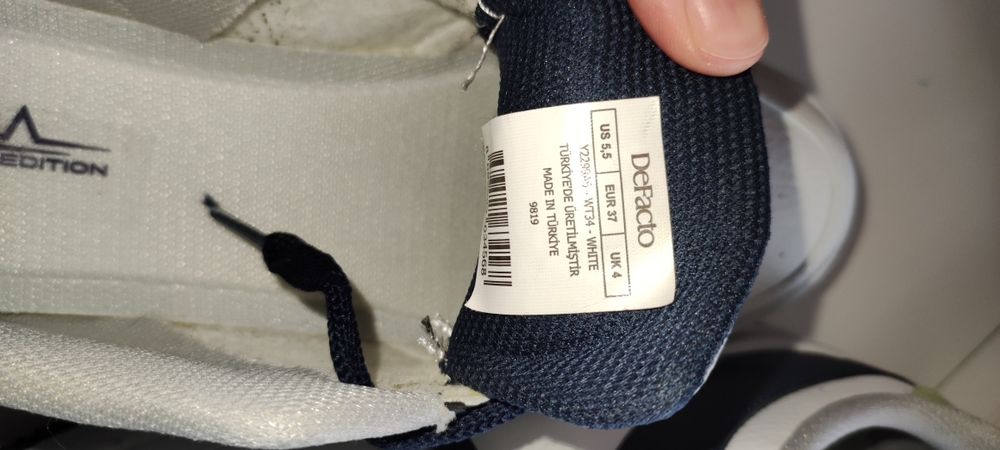 DeFacto
US 5,5 EUR 37 UK 4
WT34 - WHITE
TÜRKİYE'DE ÜRETİLMİŞTİR
MADE IN TÜRKİYE
9819
EDITION